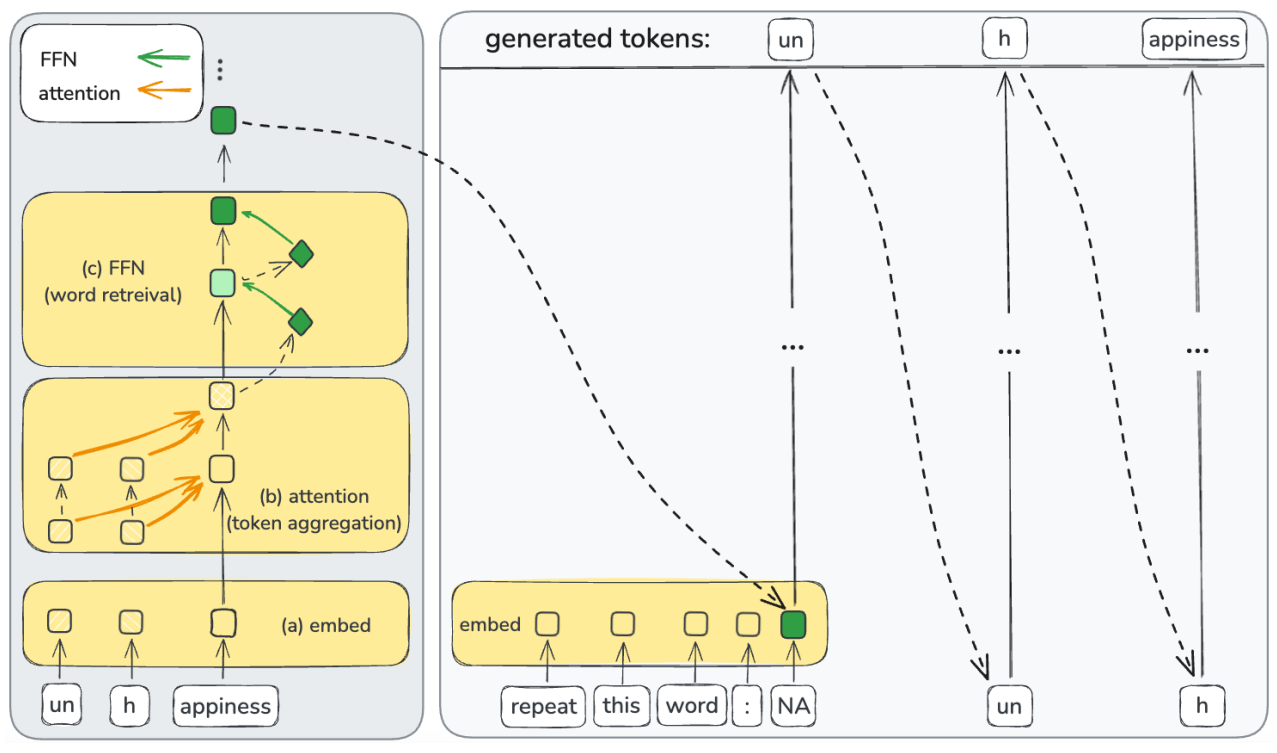 FFN
attention
⋮
(c) FFN
(word retreival)
(b) attention
(token aggregation)
(a) embed
un
h
appiness
generated tokens:
un
h
appiness
...
...
...
embed
repeat
this
word
:
NA
un
h